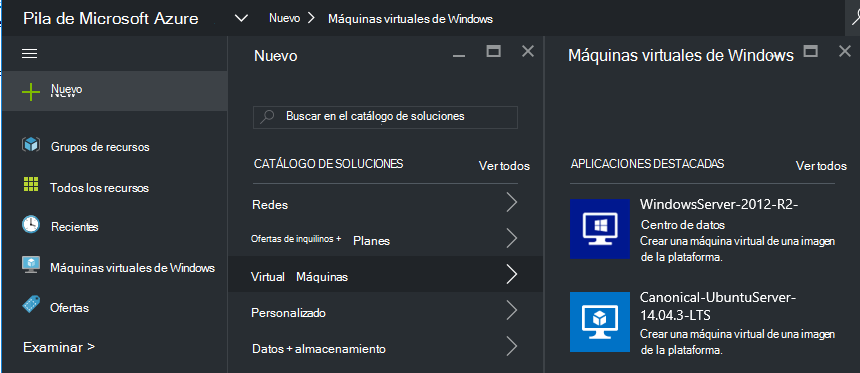 Pila de Microsoft Azure
Nuevo > Máquinas virtuales de Windows
Nuevo
Grupos de recursos
Todos los recursos
Recientes
Máquinas virtuales de Windows
Ofertas
Examinar >
Nuevo
Buscar en el catálogo de soluciones
CATÁLOGO DE SOLUCIONES
Ver todos
Redes
Ofertas de inquilinos + Planes
Virtual Máquinas
Personalizado
Datos + almacenamiento
Máquinas virtuales de Windows
APLICACIONES DESTACADAS
Ver todos
WindowsServer-2012-R2-
Centro de datos
Crear una máquina virtual de una imagen
de la plataforma.
Canonical-UbuntuServer-
14.04.3-LTS
Crear una máquina virtual de una imagen
de la plataforma.